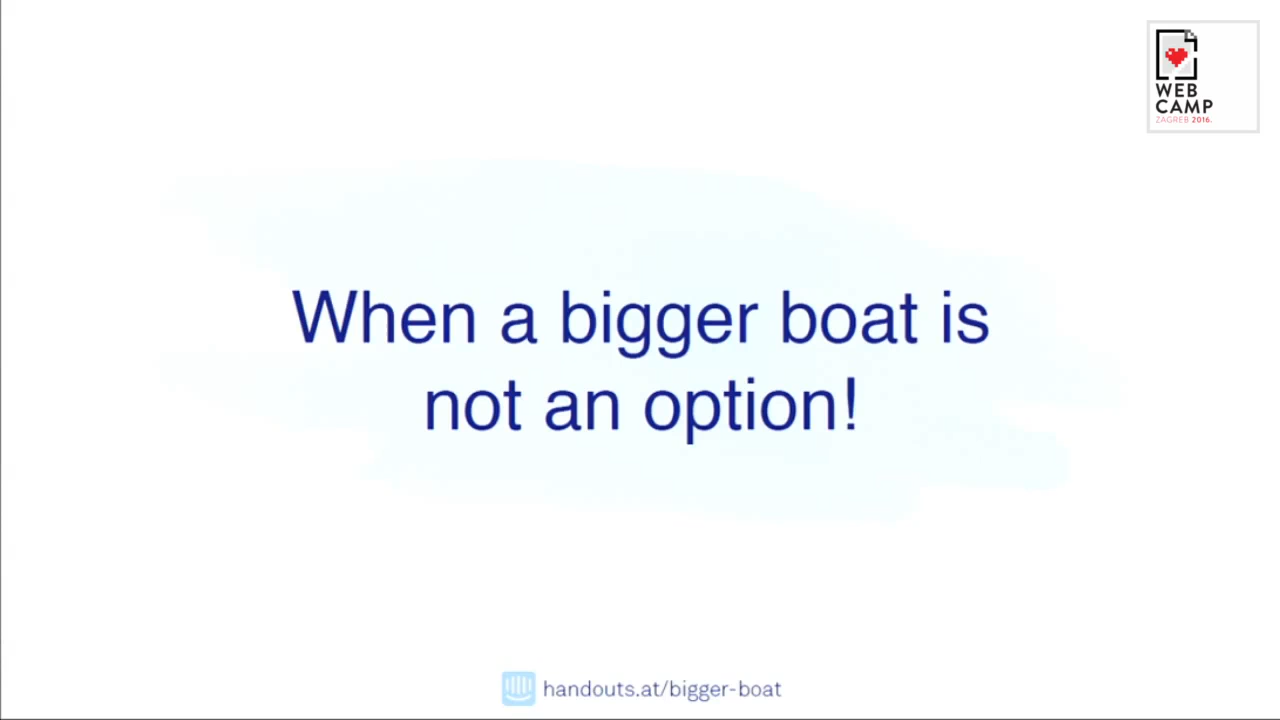 WEB
CAMP
ZAGREB 2016.
When a bigger boat is
not an option!
handouts.at/bigger-boat